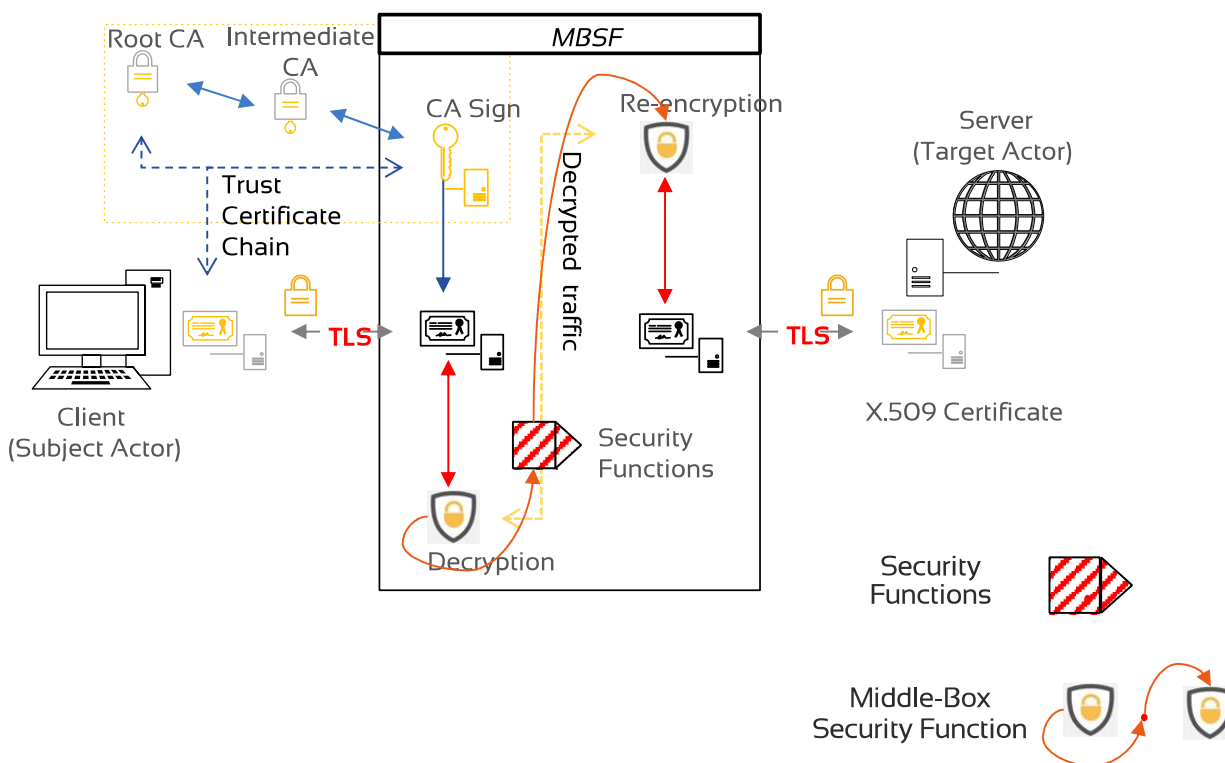 MBSF
Root CA
Intermediate
CA
CA Sign
Re-encryption
Server
(Target Actor)
Trust
Certificate
Chain
Decrypted traffic
TLS
TLS
Client
(Subject Actor)
X.509 Certificate
Security
Functions
Decryption
Security
Functions
Middle-Box
Security Function